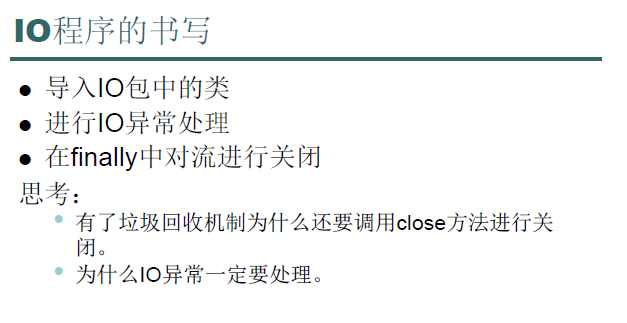 IO程序的书写
导入IO包中的类
进行IO异常处理
在finally中对流进行关闭
思考：
有了垃圾回收机制为什么还要调用close方法进行关
闭。
为什么IO异常一定要处理。